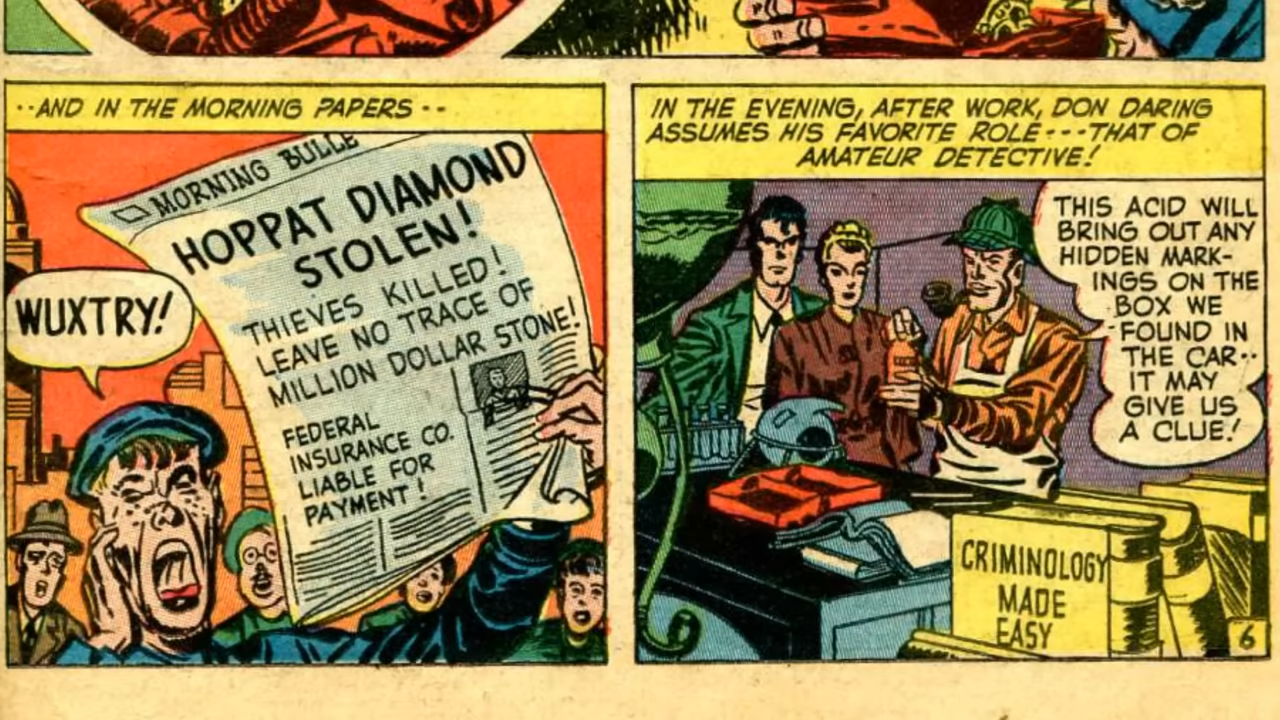 ..AND IN THE MORNING PAPERS --
WUXTRY!
MORNING BULLE
HOPPAT DIAMOND
STOLEN!
THIEVES KILLED!
LEAVE NO TRACE OF
MILLION DOLLAR STONE!
FEDERAL
INSURANCE CO.
LIABLE FOR
PAYMENT!
IN THE EVENING, AFTER WORK, DON DARING
ASSUMES HIS FAVORITE ROLE---THAT OF
AMATEUR DETECTIVE!
THIS ACID WILL
BRING OUT ANY
HIDDEN MARK-
INGS ON THE
BOX WE
FOUND IN
THE CAR..
IT MAY
GIVE US
A CLUE!
CRIMINOLOGY
MADE
EASY
6